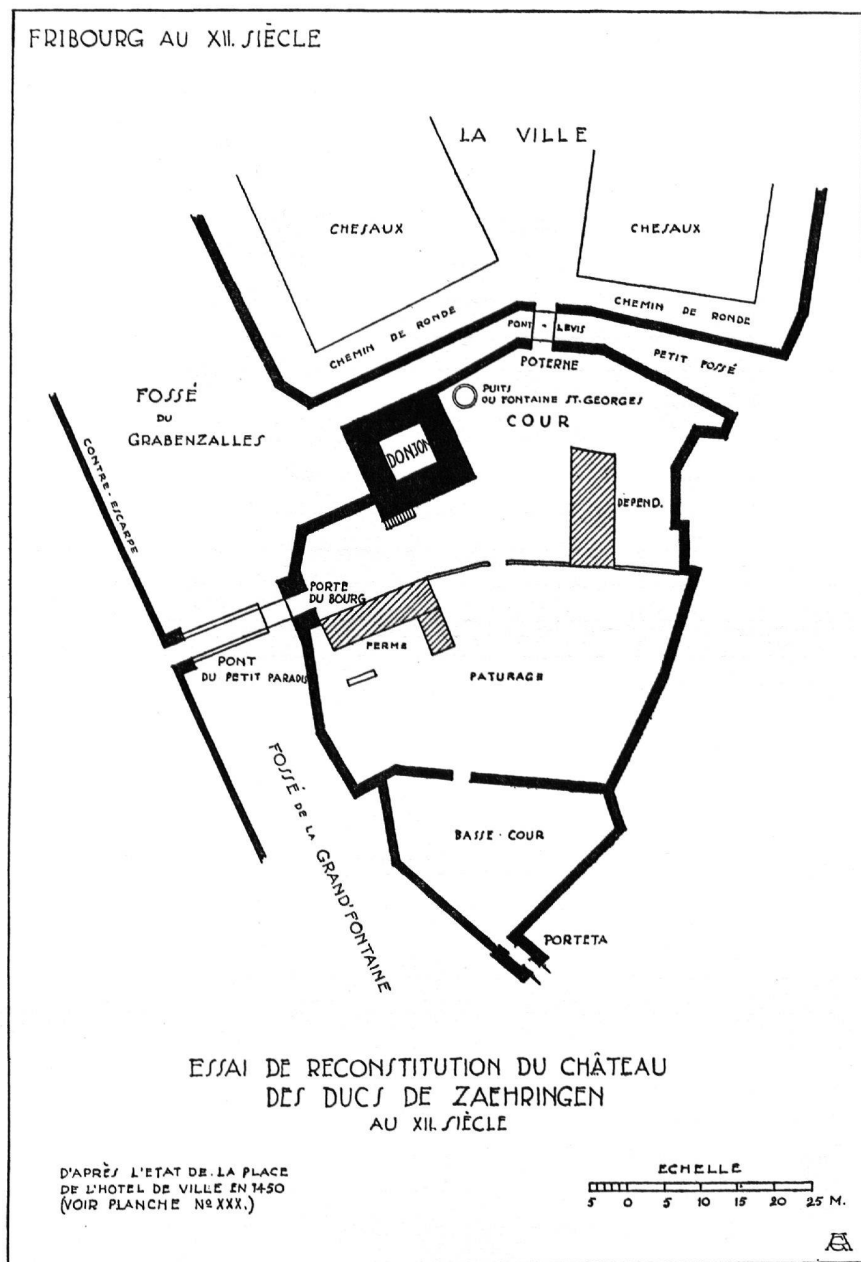 FRIBOURG AU XII. SIÈCLE
LA VILLE
CHESAUX
CHESAUX
CHEMIN DE RONDE
CHEMIN DE RONDE
PONT - LEVIS
POTERNE
PETIT FOSSÉ
FOSSÉ
DU
GRABENZALLES
PUITS
OU FONTAINE ST. GEORGES
COUR
DONJON
CONTRE-ESCARPE
DÉPEND.
PORTE
DU BOURG
FERME
PONT
DU PETIT PARADIS
PATURAGE
FOSSÉ DE LA GRAND'FONTAINE
BASSE-COUR
PORTETA
ESSAI DE RECONSTITUTION DU CHÂTEAU
DES DUCS DE ZAEHRINGEN
AU XII. SIÈCLE
D'APRÈS L'ETAT DE LA PLACE
DE L'HOTEL DE VILLE EN 1450
(VOIR PLANCHE No XXX.)
ECHELLE
5 0 5 10 15 20 25 M.